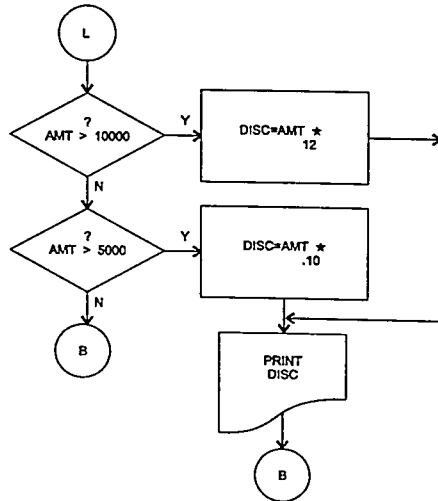 L
?
AMT > 10000
Y
DISC=AMT *
12
N
?
AMT > 5000
Y
DISC=AMT *
.10
N
B
PRINT
DISC
B